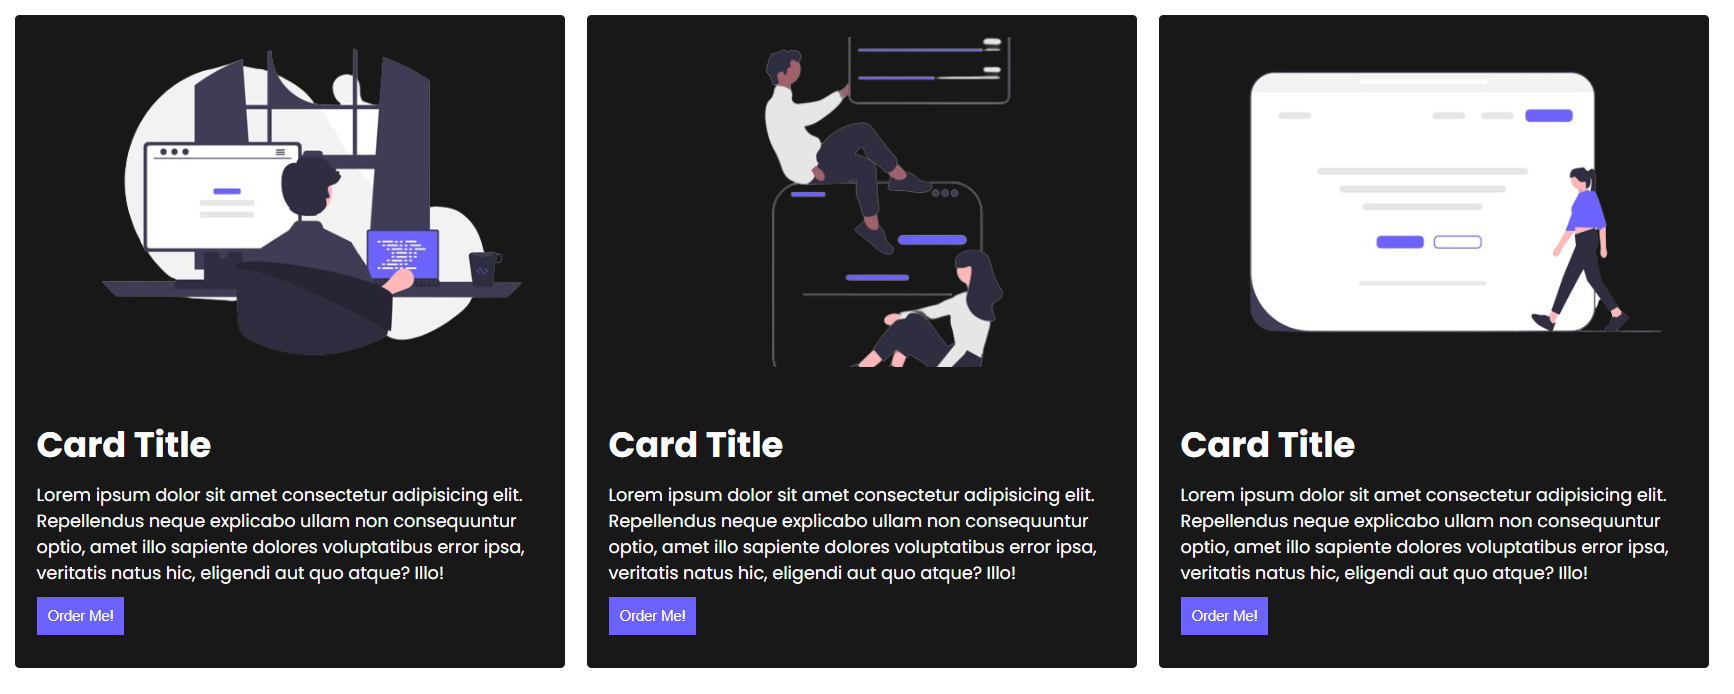 Card Title
Lorem ipsum dolor sit amet consectetur adipisicing elit.
Repellendus neque explicabo ullam non consequuntur
optio, amet illo sapiente dolores voluptatibus error ipsa,
veritatis natus hic, eligendi aut quo atque? Illo!
Order Me!
Card Title
Lorem ipsum dolor sit amet consectetur adipisicing elit.
Repellendus neque explicabo ullam non consequuntur
optio, amet illo sapiente dolores voluptatibus error ipsa,
veritatis natus hic, eligendi aut quo atque? Illo!
Order Me!
Card Title
Lorem ipsum dolor sit amet consectetur adipisicing elit.
Repellendus neque explicabo ullam non consequuntur
optio, amet illo sapiente dolores voluptatibus error ipsa,
veritatis natus hic, eligendi aut quo atque? Illo!
Order Me!